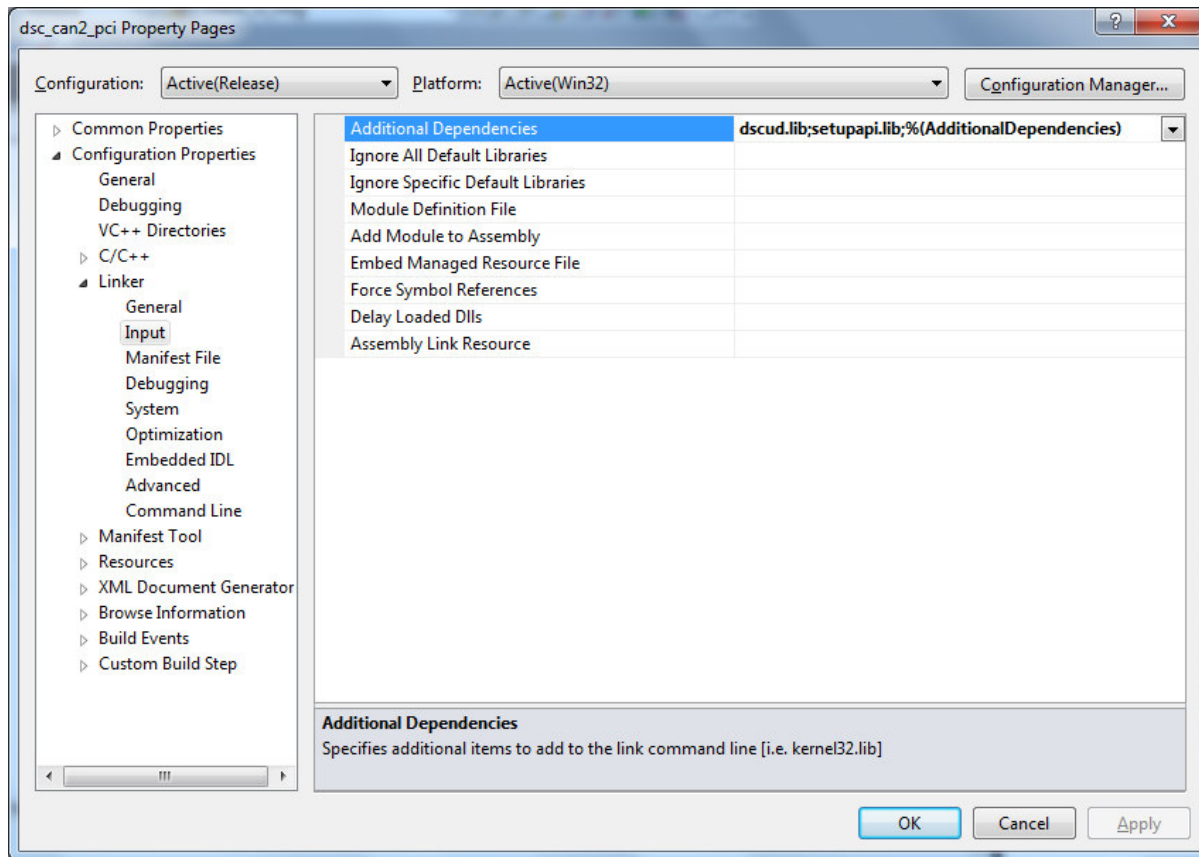 dsc_can2_pci Property Pages
Configuration: Active(Release) Platform: Active(Win32) Configuration Manager...
Common Properties
Configuration Properties
General
Debugging
VC++ Directories
C/C++
Linker
General
Input
Manifest File
Debugging
System
Optimization
Embedded IDL
Advanced
Command Line
Manifest Tool
Resources
XML Document Generator
Browse Information
Build Events
Custom Build Step
Additional Dependencies dscud.lib;setupapi.lib;%(AdditionalDependencies)
Ignore All Default Libraries
Ignore Specific Default Libraries
Module Definition File
Add Module to Assembly
Embed Managed Resource File
Force Symbol References
Delay Loaded Dlls
Assembly Link Resource
Additional Dependencies
Specifies additional items to add to the link command line [i.e. kernel32.lib]
OK Cancel Apply